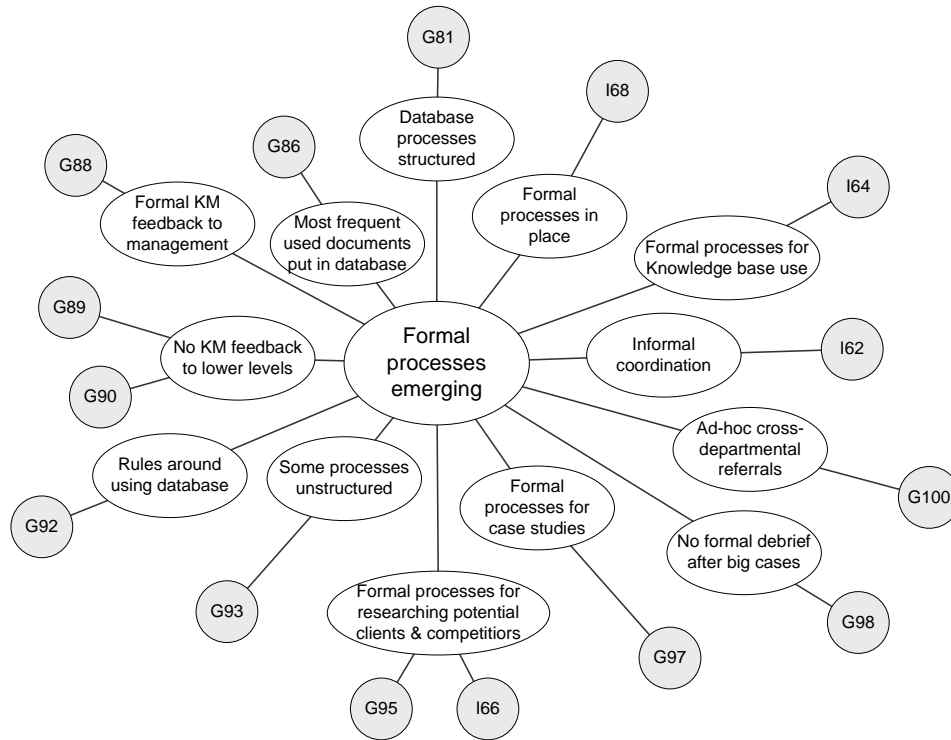 G81
I68
Database
processes
structured
G86
G88
Formal
processes in
place
I64
Formal KM
feedback to
management
Most frequent
used documents
put in database
Formal processes for
Knowledge base use
G89
No KM feedback
to lower levels
Formal
processes
emerging
Informal
coordination
I62
G90
Ad-hoc cross-
departmental
referrals
Rules around
using database
Some processes
unstructured
Formal
processes for
case studies
G100
G92
No formal debrief
after big cases
G93
Formal processes for
researching potential
clients & competitiors
G98
G97
G95
I66